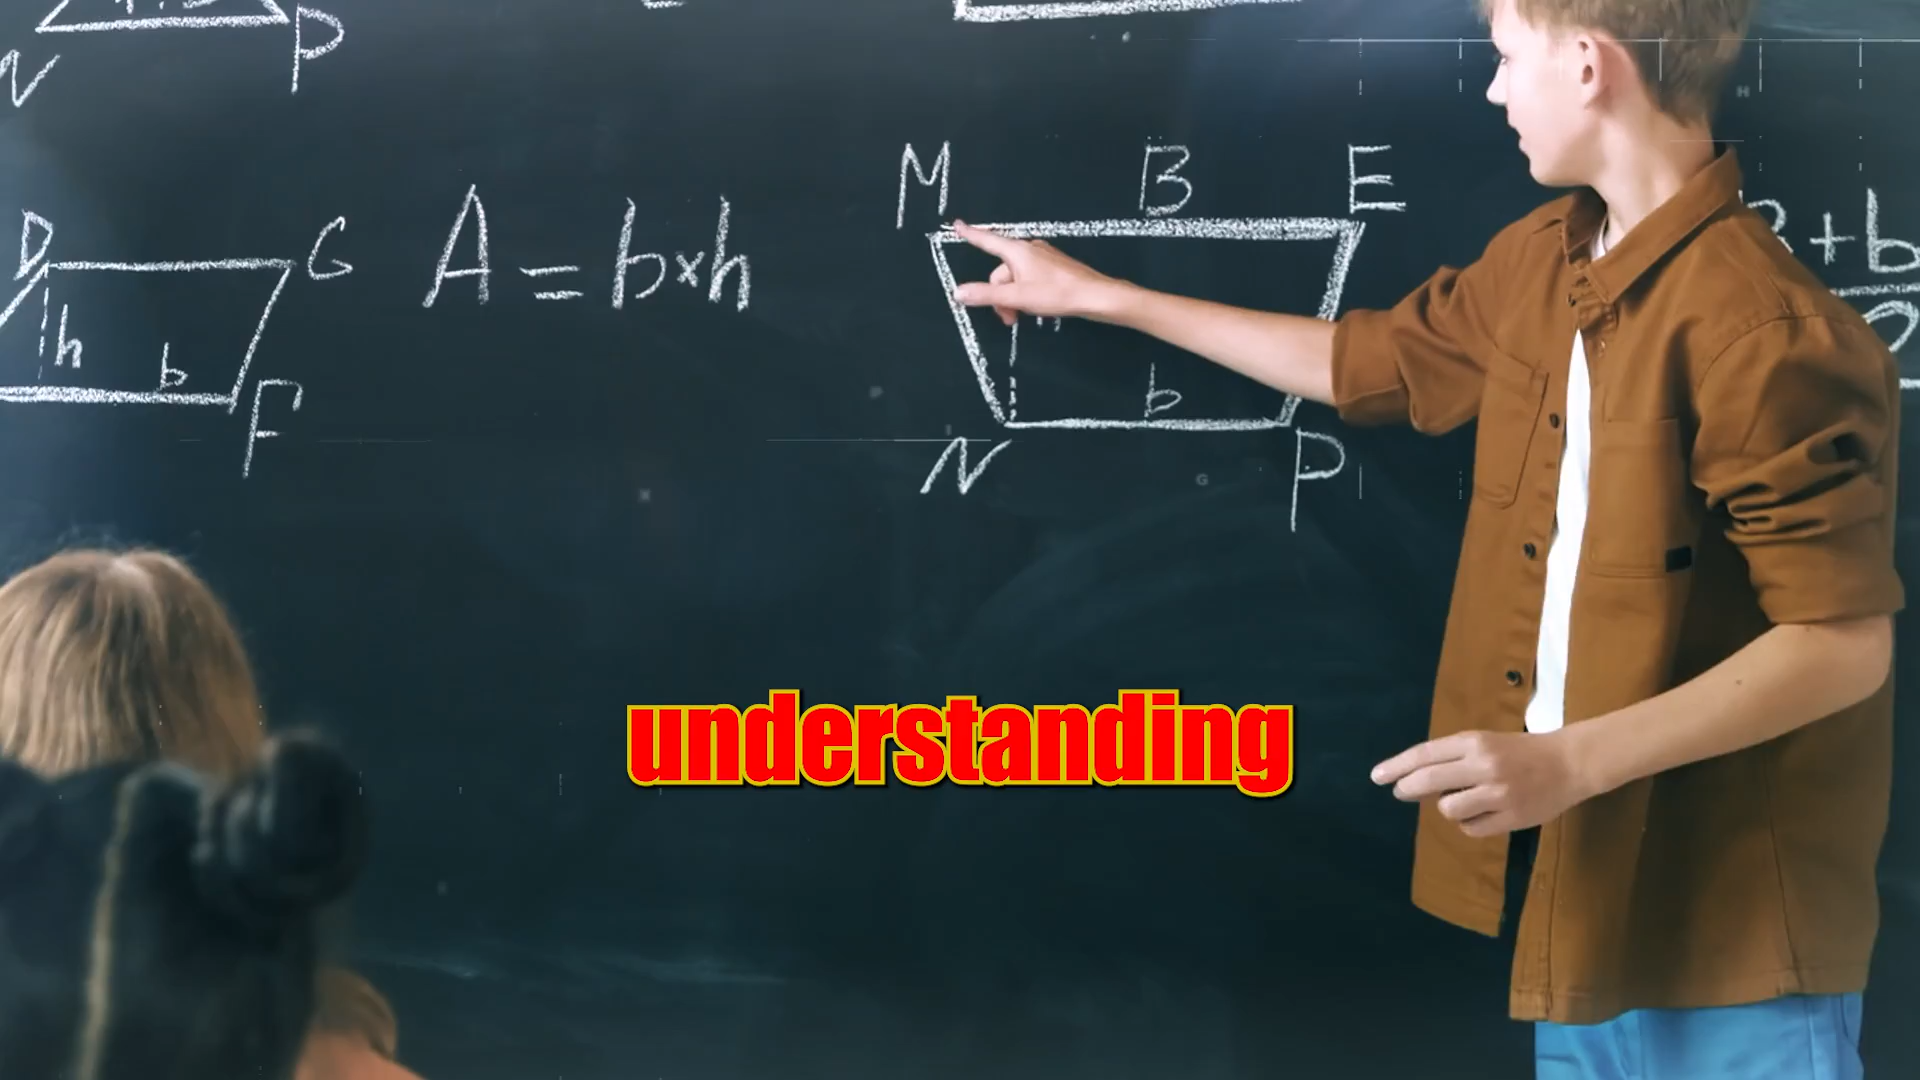 N P
M B E
D G A = b×h B+b
h b h b
F N P
understanding